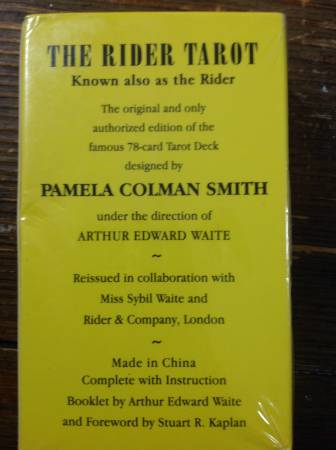 THE RIDER TAROT
Known also as the Rider
The original and only
authorized edition of the
famous 78-card Tarot Deck
designed by
PAMELA COLMAN SMITH
under the direction of
ARTHUR EDWARD WAITE
~
Reissued in collaboration with
Miss Sybil Waite and
Rider & Company, London
~
Made in China
Complete with Instruction
Booklet by Arthur Edward Waite
and Foreword by Stuart R. Kaplan